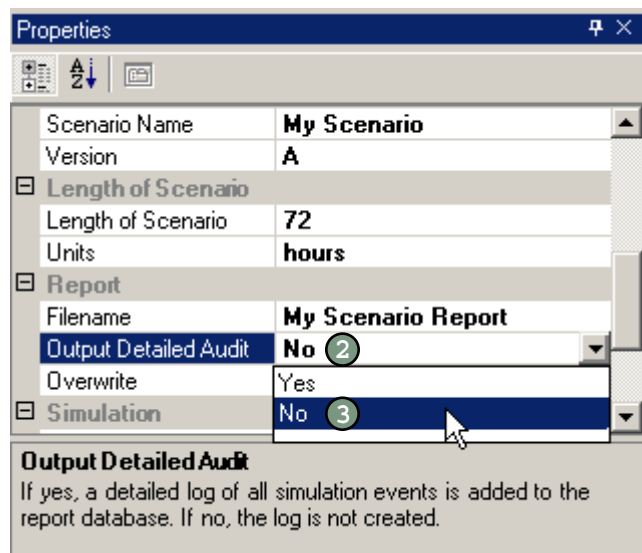 Properties
Scenario Name My Scenario
Version A
Length of Scenario
Length of Scenario 72
Units hours
Report
Filename My Scenario Report
Output Detailed Audit No 2
Overwrite Yes
Simulation No 3
Output Detailed Audit
If yes, a detailed log of all simulation events is added to the
report database. If no, the log is not created.